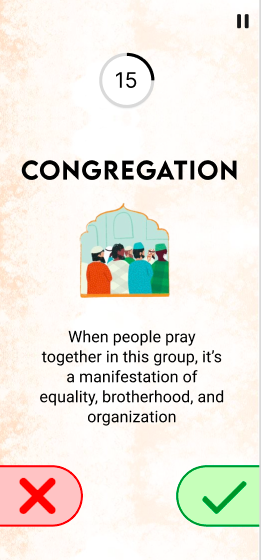 15
CONGREGATION
When people pray
together in this group, it's
a manifestation of
equality, brotherhood, and
organization